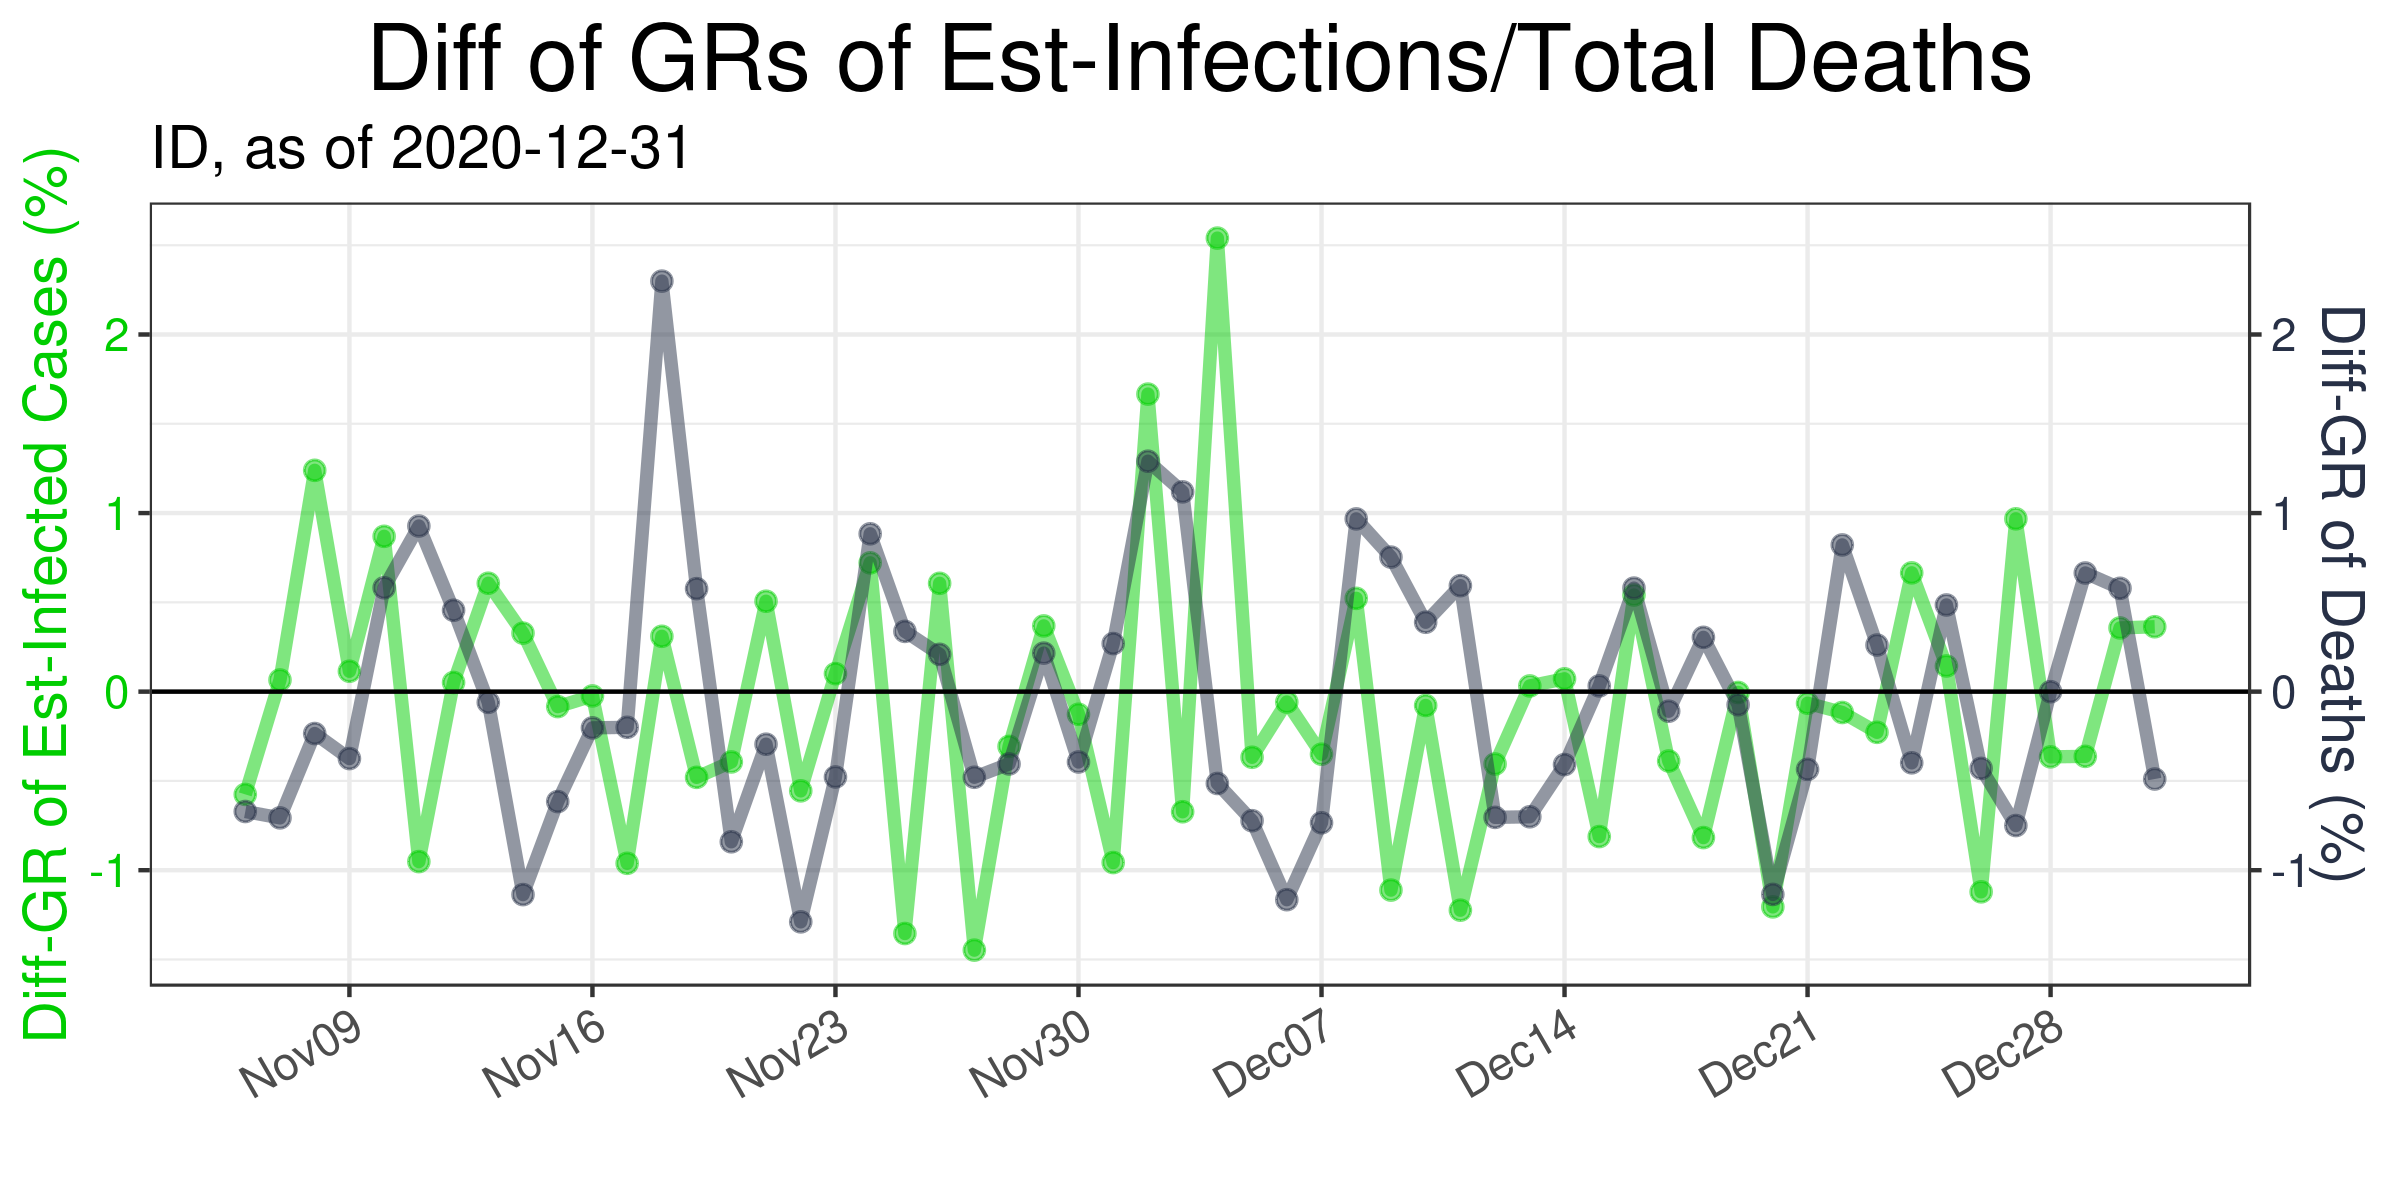 Diff of GRs of Est-Infections/Total Deaths
ID, as of 2020-12-31
Diff-GR of Est-Infected Cases (%)
2
1
0
-1
2
1
0
-1
Diff-GR of Deaths (%)
Nov09
Nov16
Nov23
Nov30
Dec07
Dec14
Dec21
Dec28